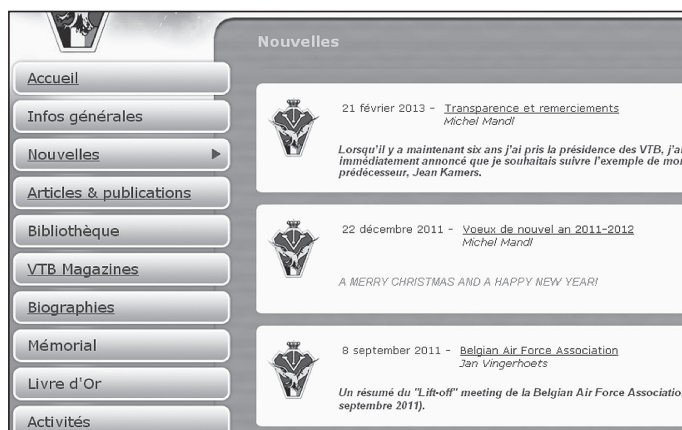 Nouvelles
Accueil
Infos générales
Nouvelles
Articles & publications
Bibliothèque
VTB Magazines
Biographies
Mémorial
Livre d'Or
Activités
21 février 2013 - Transparence et remerciements
Michel Mandl
Lorsqu'il y a maintenant six ans j'ai pris la présidence des VTB,
immédiatement annoncé que je souhaitais suivre l'exemple de
prédécesseur, Jean Kamers.
22 décembre 2011 - Voeux de nouvel an 2011-2012
Michel Mandl
A MERRY CHRISTMAS AND A HAPPY NEW YEAR!
8 september 2011 - Belgian Air Force Association
Jan Vingerhoets
Un résumé du "Lift-off" meeting de la Belgian Air Force
septembre 2011).